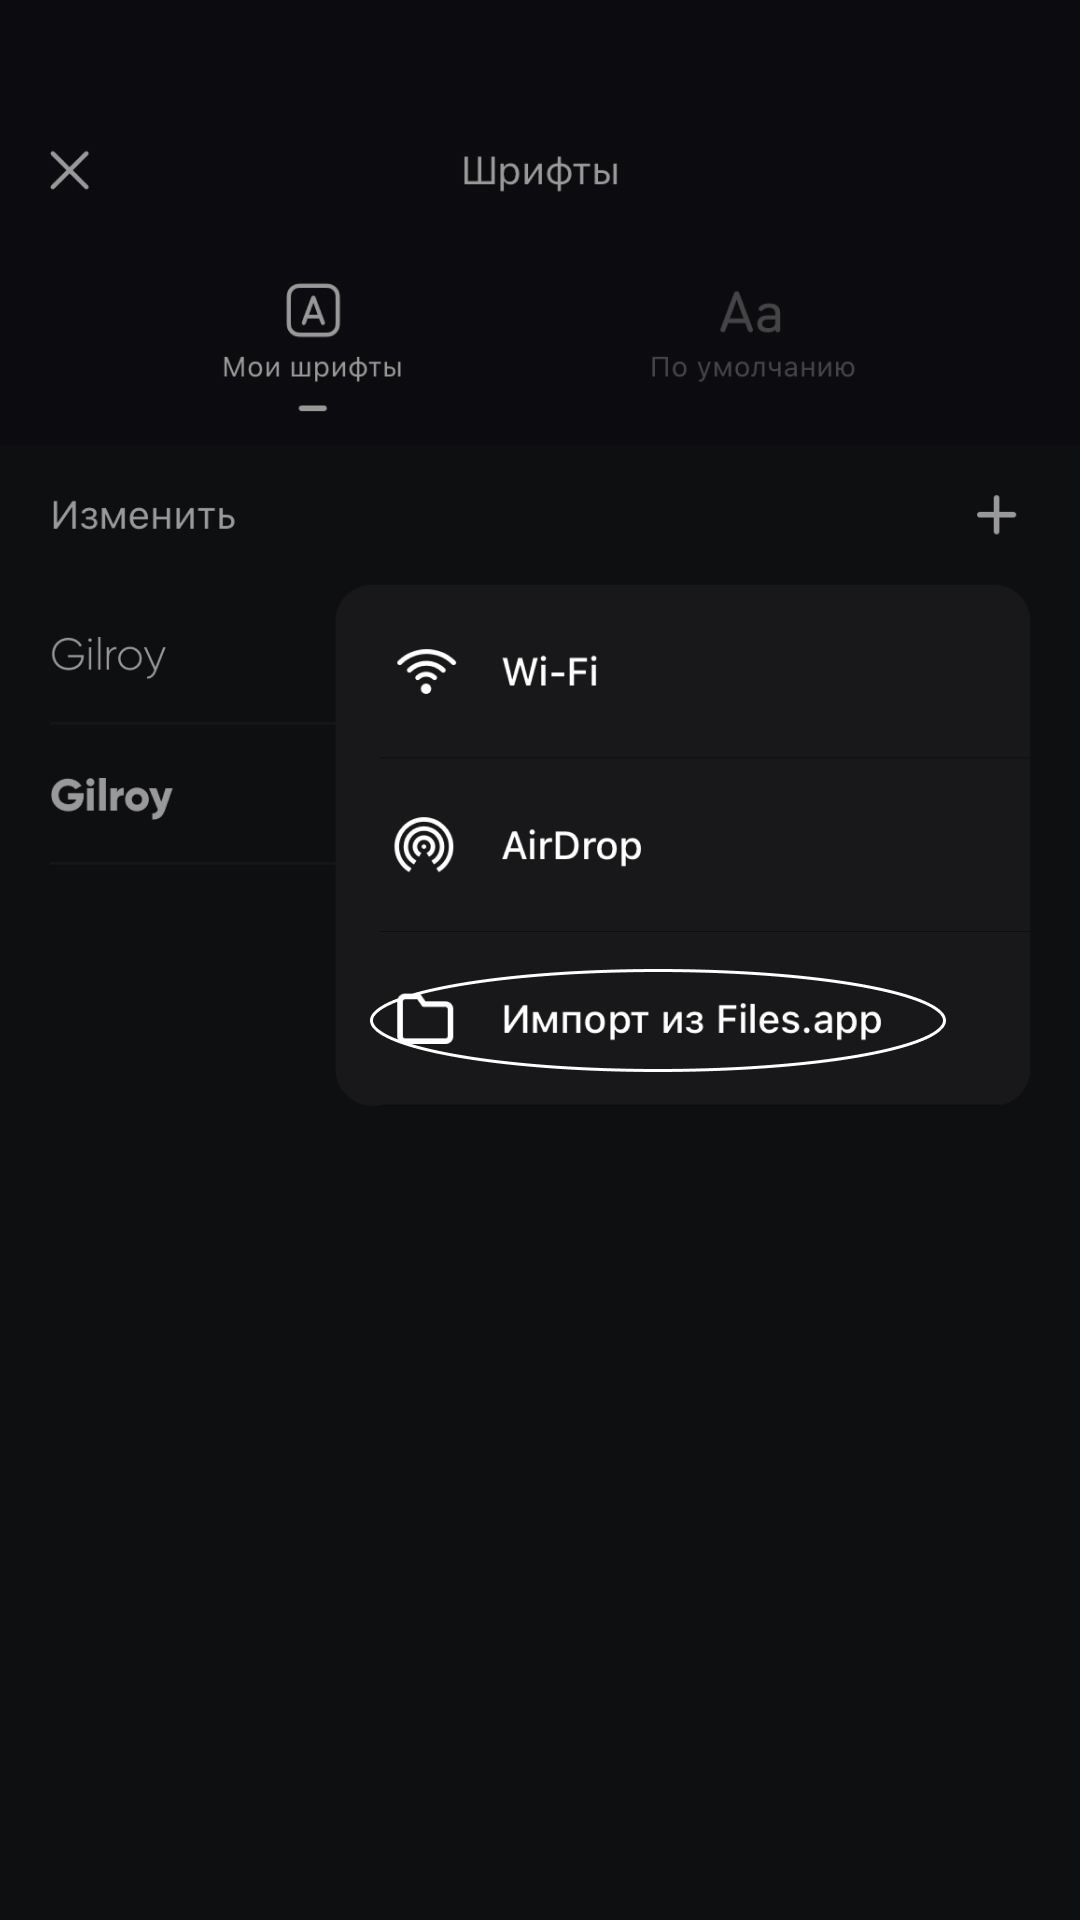 Шрифты
A
Мои шрифты
Aa
По умолчанию
Изменить
Gilroy
Gilroy
Wi-Fi
AirDrop
Импорт из Files.app